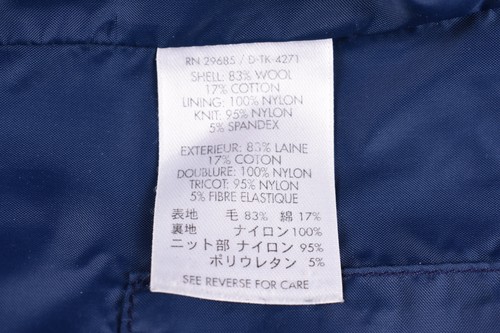 RN 29685 / D-TK-4271
SHELL: 83% WOOL
17% COTTON
LINING: 100% NYLON
KNIT: 95% NYLON
5% SPANDEX
EXTERIEUR: 83% LAINE
17% COTON
DOUBLURE: 100% NYLON
TRICOT: 95% NYLON
5% FIBRE ELASTIQUE
表地 毛 83% 綿 17%
裏地 ナイロン100%
ニット部 ナイロン 95%
ポリウレタン 5%
SEE REVERSE FOR CARE